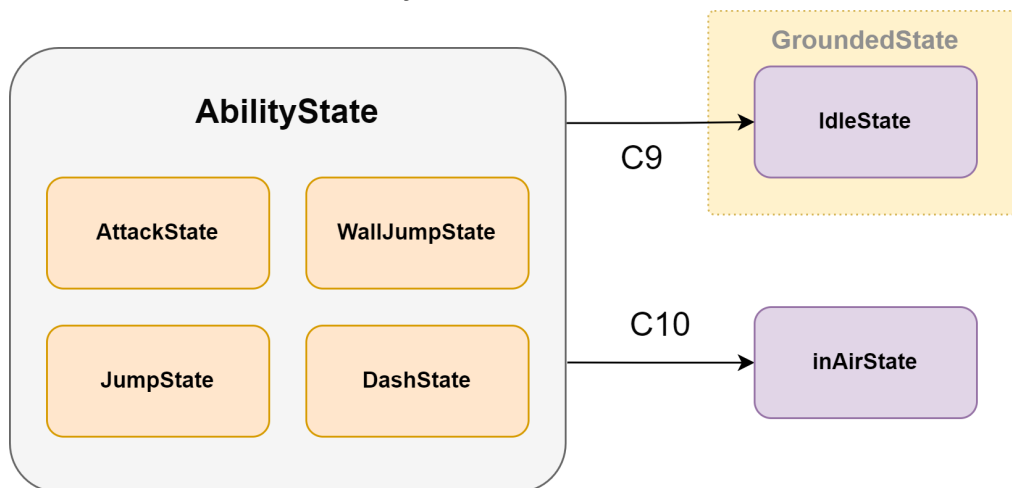 GroundedState
AbilityState
IdleState
C9
AttackState
WallJumpState
C10
JumpState
DashState
inAirState